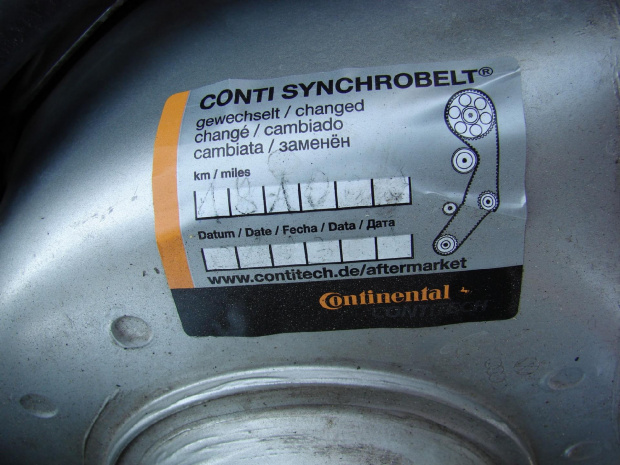 CONTI SYNCHROBELT®
gewechselt / changed
changé / cambiado
cambiata / заменён
km / miles
Datum / Date / Fecha / Data / Дата
www.contitech.de/aftermarket
Continental
CONTITECH